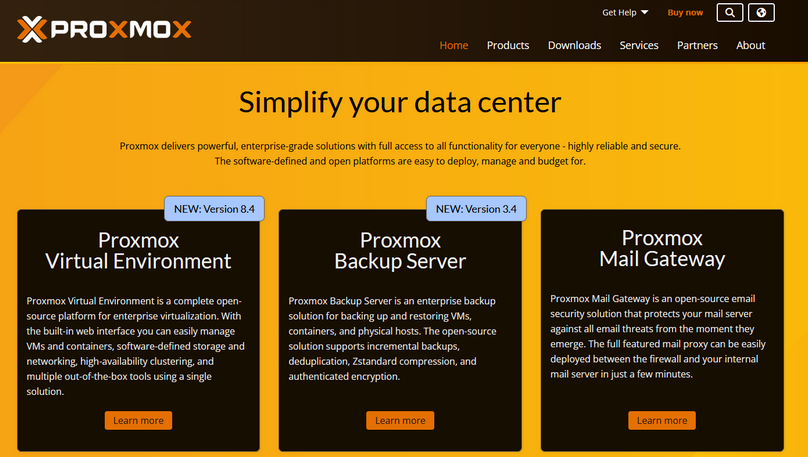 Get Help
Buy now
PROXMOX
Home
Products
Downloads
Services
Partners
About
Simplify your data center
Proxmox delivers powerful, enterprise-grade solutions with full access to all functionality for everyone - highly reliable and secure.
The software-defined and open platforms are easy to deploy, manage and budget for.
NEW: Version 8.4
Proxmox
Virtual Environment
Proxmox Virtual Environment is a complete open-
source platform for enterprise virtualization. With
the built-in web interface you can easily manage
VMs and containers, software-defined storage and
networking, high-availability clustering, and
multiple out-of-the-box tools using a single
solution.
Learn more
NEW: Version 3.4
Proxmox
Backup Server
Proxmox Backup Server is an enterprise backup
solution for backing up and restoring VMs,
containers, and physical hosts. The open-source
solution supports incremental backups,
deduplication, Zstandard compression, and
authenticated encryption.
Learn more
Proxmox
Mail Gateway
Proxmox Mail Gateway is an open-source email
security solution that protects your mail server
against all email threats from the moment they
emerge. The full featured mail proxy can be easily
deployed between the firewall and your internal
mail server in just a few minutes.
Learn more